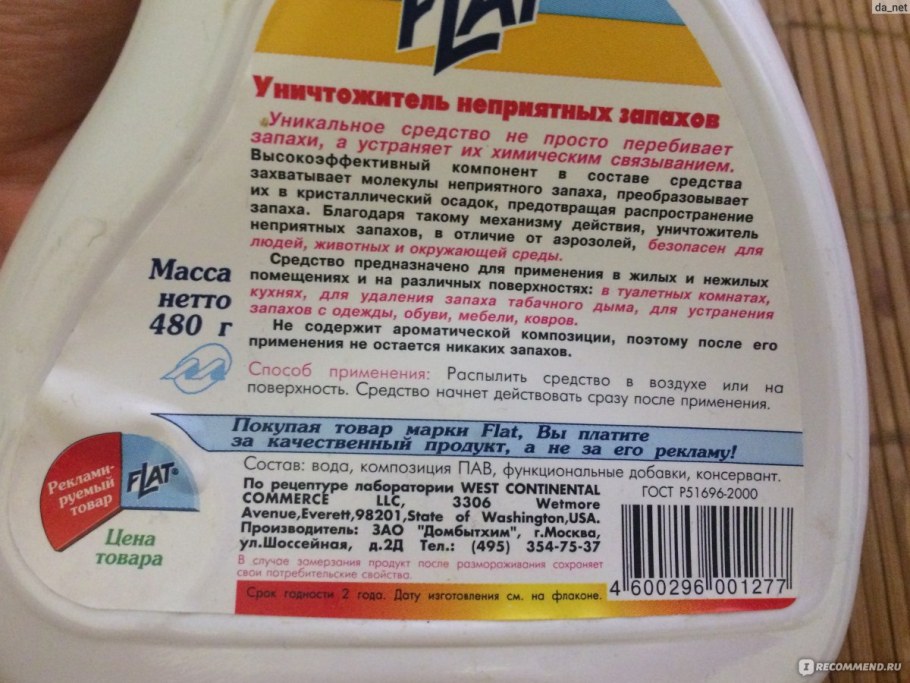 da_net
FLAT
Уничтожитель неприятных запахов
Уникальное средство не просто перебивает
запахи, а устраняет их химическим связыванием.
Высокоэффективный компонент в составе средства
захватывает молекулы неприятного запаха, преобразовывает
их в кристаллический осадок, предотвращая распространение
запаха. Благодаря такому механизму действия, уничтожитель
неприятных запахов, в отличие от аэрозолей, безопасен для
людей, животных и окружающей среды.
Средство предназначено для применения в жилых и нежилых
помещениях и на различных поверхностях: в туалетных комнатах,
кухнях, для удаления запаха табачного дыма, для устранения
запахов с одежды, обуви, мебели, ковров.
Не содержит ароматической композиции, поэтому после его
применения не остается никаких запахов.
Масса
нетто
480 г
Способ применения: Распылить средство в воздухе или на
поверхность. Средство начнет действовать сразу после применения.
Покупая товар марки Flat, Вы платите
за качественный продукт, а не за его рекламу!
Реклами-
руемый
товар
FLAT
Цена
товара
Состав: вода, композиция ПАВ, функциональные добавки, консервант.
По рецептуре лаборатории WEST CONTINENTAL
COMMERCE LLC, 3306 Wetmore
Avenue,Everett,98201,State of Washington,USA.
Производитель: ЗАО "Домбытхим", г.Москва,
ул.Шоссейная, д.2Д Тел.: (495) 354-75-37
В случае замерзания продукт после размораживания сохраняет
свои потребительские свойства.
Срок годности 2 года. Дату изготовления см. на флаконе.
ГОСТ Р51696-2000
4 600296 001277
IRECOMMEND.RU